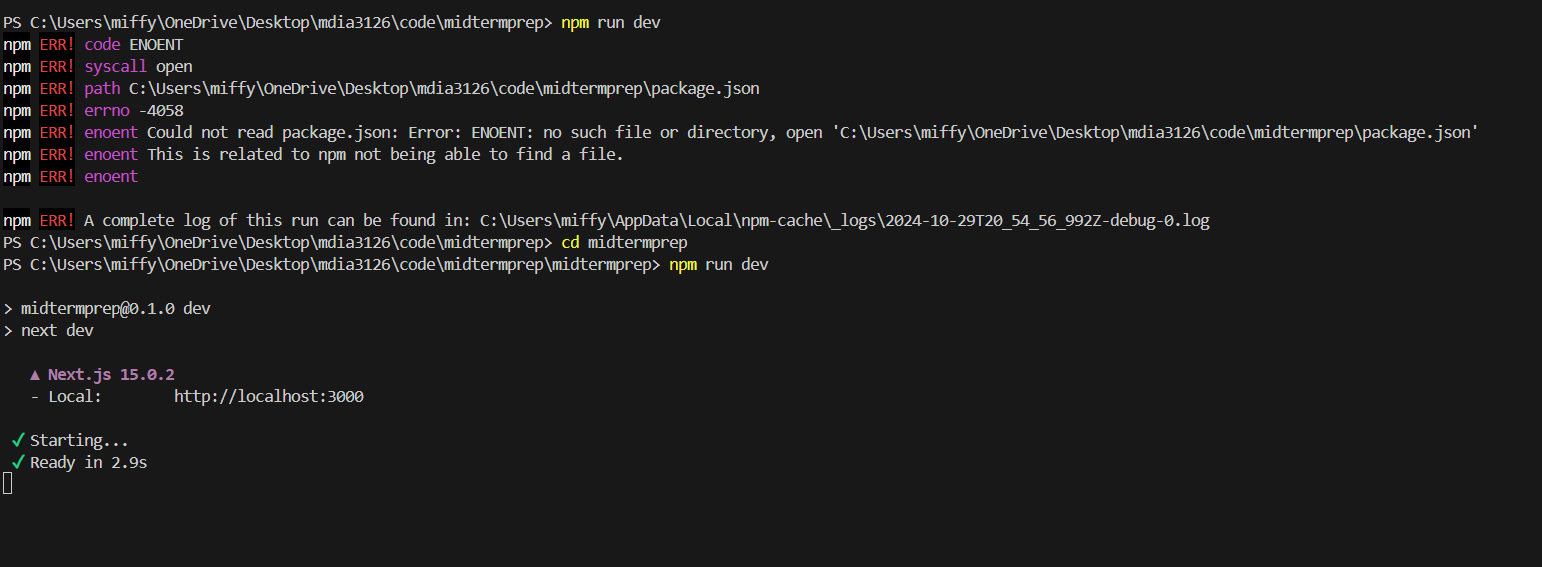 PS C:\Users\miffy\OneDrive\Desktop\mdia3126\code\midtermprep> npm run dev
npm ERR! code ENOENT
npm ERR! syscall open
npm ERR! path C:\Users\miffy\OneDrive\Desktop\mdia3126\code\midtermprep\package.json
npm ERR! errno -4058
npm ERR! enoent Could not read package.json: Error: ENOENT: no such file or directory, open 'C:\Users\miffy\OneDrive\Desktop\mdia3126\code\midtermprep\package.json'
npm ERR! enoent This is related to npm not being able to find a file.
npm ERR! enoent
npm ERR! A complete log of this run can be found in: C:\Users\miffy\AppData\Local\npm-cache\_logs\2024-10-29T20_54_56_992Z-debug-0.log
PS C:\Users\miffy\OneDrive\Desktop\mdia3126\code\midtermprep> cd midtermprep
PS C:\Users\miffy\OneDrive\Desktop\mdia3126\code\midtermprep\midtermprep> npm run dev
> midtermprep@0.1.0 dev
> next dev
▲ Next.js 15.0.2
- Local: http://localhost:3000
✓ Starting...
✓ Ready in 2.9s